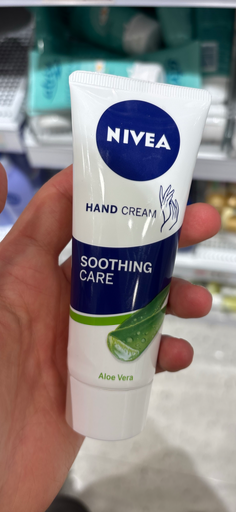 NIVEA
HAND CREAM
SOOTHING
CARE
Aloe Vera